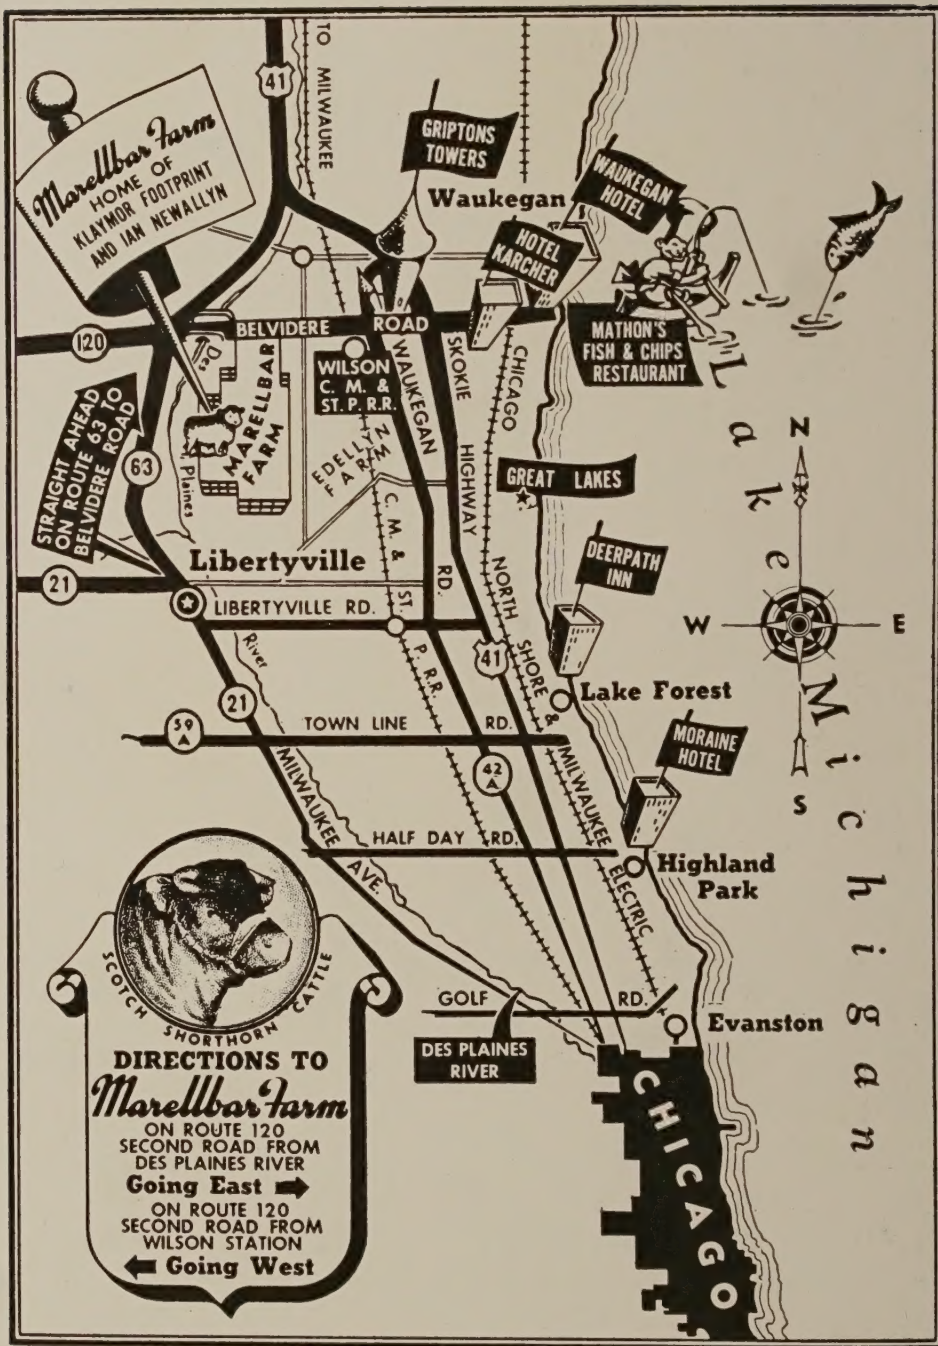 TO MILWAUKEE
41
Marellbar Farm
HOME OF
KLAYMOR FOOTPRINT
AND IAN NEWALLYN
GRIPTONS
TOWERS
Waukegan
WAUKEGAN
HOTEL
HOTEL
KARCHER
MATHON'S
FISH & CHIPS
RESTAURANT
120
BELVIDERE ROAD
WILSON
C. M. &
ST. P. R.R.
WAUKEGAN RD.
SKOKIE HIGHWAY
Des Plaines River
MARELLBAR
FARM
EDELLYN
FARM
STRAIGHT AHEAD
ON ROUTE 63 TO
BELVIDERE ROAD
63
C. M. & ST. P. R.R.
CHICAGO NORTH SHORE & MILWAUKEE ELECTRIC
GREAT LAKES
Lake Michigan
N
W
E
S
DEERPATH
INN
Libertyville
21
LIBERTYVILLE RD.
41
Lake Forest
21
59
A
TOWN LINE RD.
42
A
MORAINE
HOTEL
MILWAUKEE AVE.
HALF DAY RD.
Highland
Park
GOLF RD.
DES PLAINES
RIVER
Evanston
CHICAGO
SCOTCH SHORTHORN CATTLE
DIRECTIONS TO
Marellbar Farm
ON ROUTE 120
SECOND ROAD FROM
DES PLAINES RIVER
Going East
ON ROUTE 120
SECOND ROAD FROM
WILSON STATION
Going West